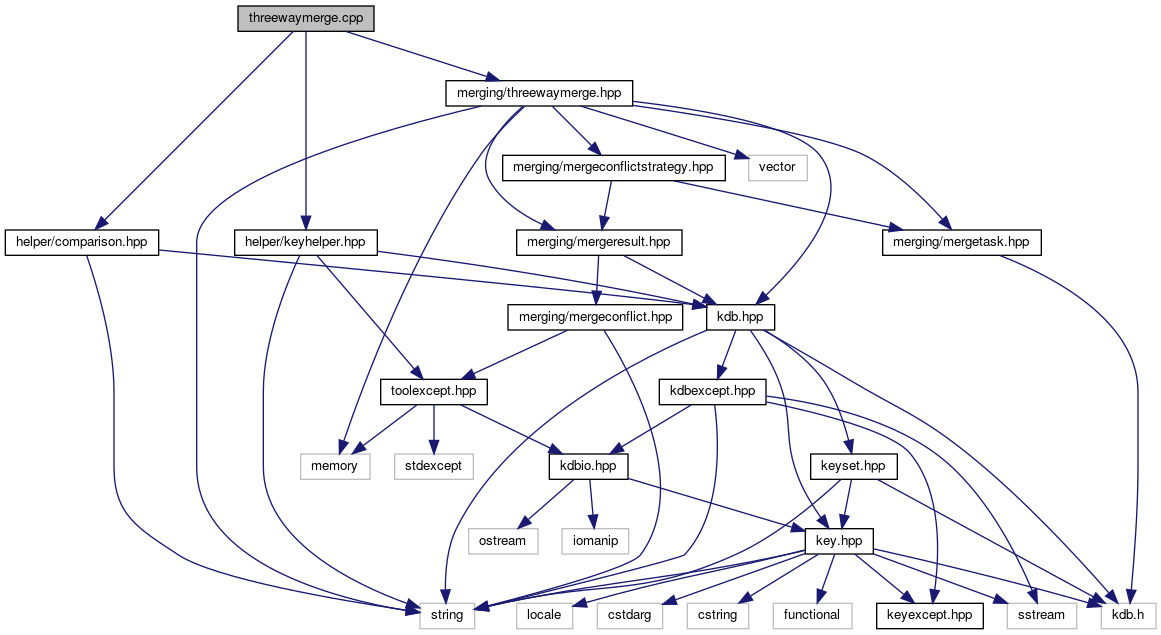 threewaymerge.cpp
merging/threewaymerge.hpp
merging/mergeconflictstrategy.hpp
vector
helper/comparison.hpp
helper/keyhelper.hpp
merging/mergeresult.hpp
merging/mergetask.hpp
merging/mergeconflict.hpp
kdb.hpp
toolexcept.hpp
kdbexcept.hpp
memory
stdexcept
kdbio.hpp
keyset.hpp
ostream
iomanip
key.hpp
string
locale
cstdarg
cstring
functional
keyexcept.hpp
sstream
kdb.h